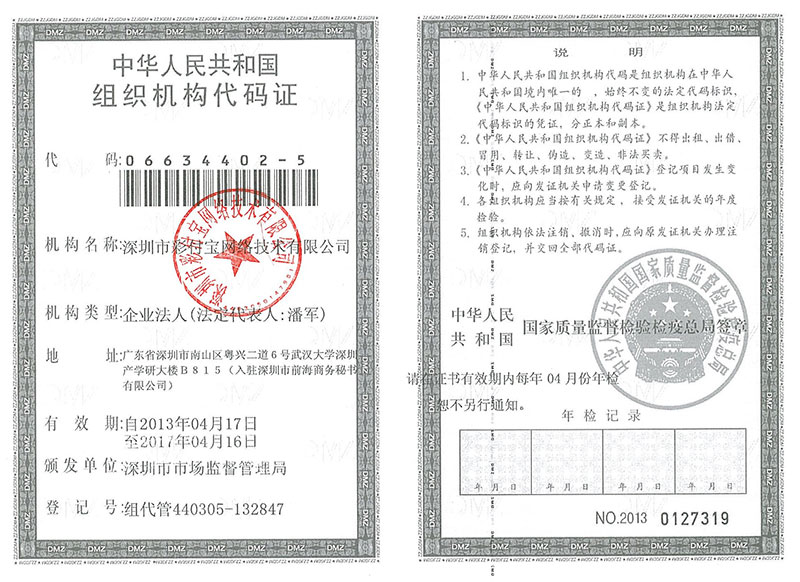 中华人民共和国
组织机构代码证
代 码:06634402-5
机构名称:深圳市彩付宝网络技术有限公司
机构类型:企业法人(法定代表人:潘军)
地 址:广东省深圳市南山区粤兴二道6号武汉大学深圳
产学研大楼B815（入驻深圳市前海商务秘书
有限公司）
有 效 期:自2013年04月17日
至2017年04月16日
颁发单位:深圳市市场监督管理局
登 记 号:组代管440305-132847
深圳市彩付宝网络技术有限公司
说 明
1. 中华人民共和国组织机构代码是组织机构在中华人
民共和国境内唯一的、始终不变的法定代码标识，
《中华人民共和国组织机构代码证》是组织机构法定
代码标识的凭证，分正本和副本。
2.《中华人民共和国组织机构代码证》不得出租、出借、
冒用、转让、伪造、变造、非法买卖。
3.《中华人民共和国组织机构代码证》登记项目发生变
化时，应向发证机关申请变更登记。
4. 各组织机构应当按有关规定，接受发证机关的年度
检验。
5. 组织机构依法注销、撤消时，应向原发证机关办理注
销登记，并交回全部代码证。
中华人民
共和国
国家质量监督检验检疫总局签章
中华人民共和国国家质量监督检验检疫总局
请在证书有效期内每年04月份年检
恕不另行通知。
年检记录
年 月 日
年 月 日
年 月 日
年 月 日
NO.2013 0127319